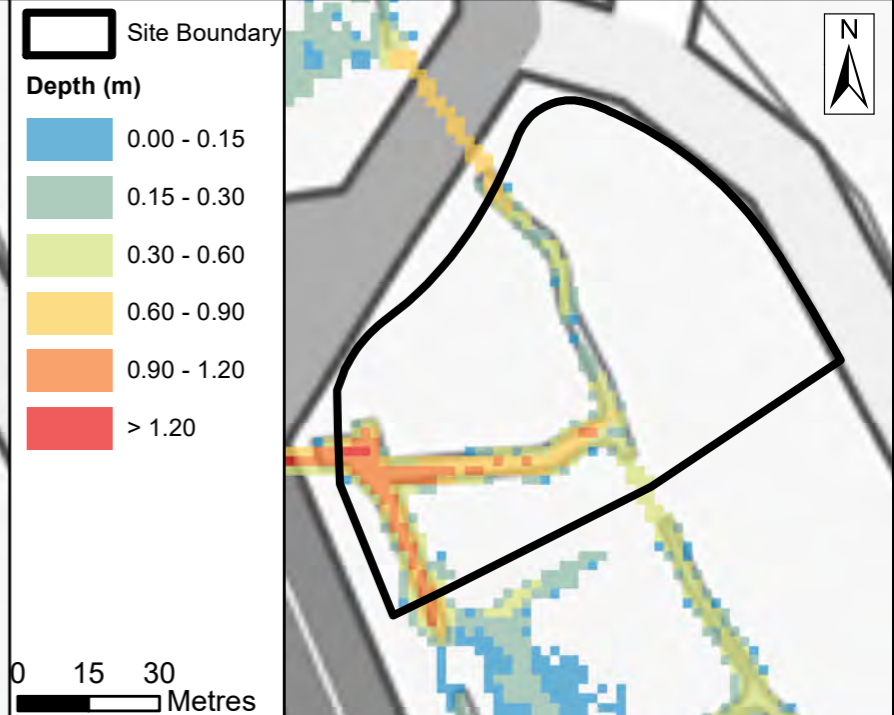 Site Boundary
Depth (m)
0.00 - 0.15
0.15 - 0.30
0.30 - 0.60
0.60 - 0.90
0.90 - 1.20
> 1.20
0 15 30
Metres
N